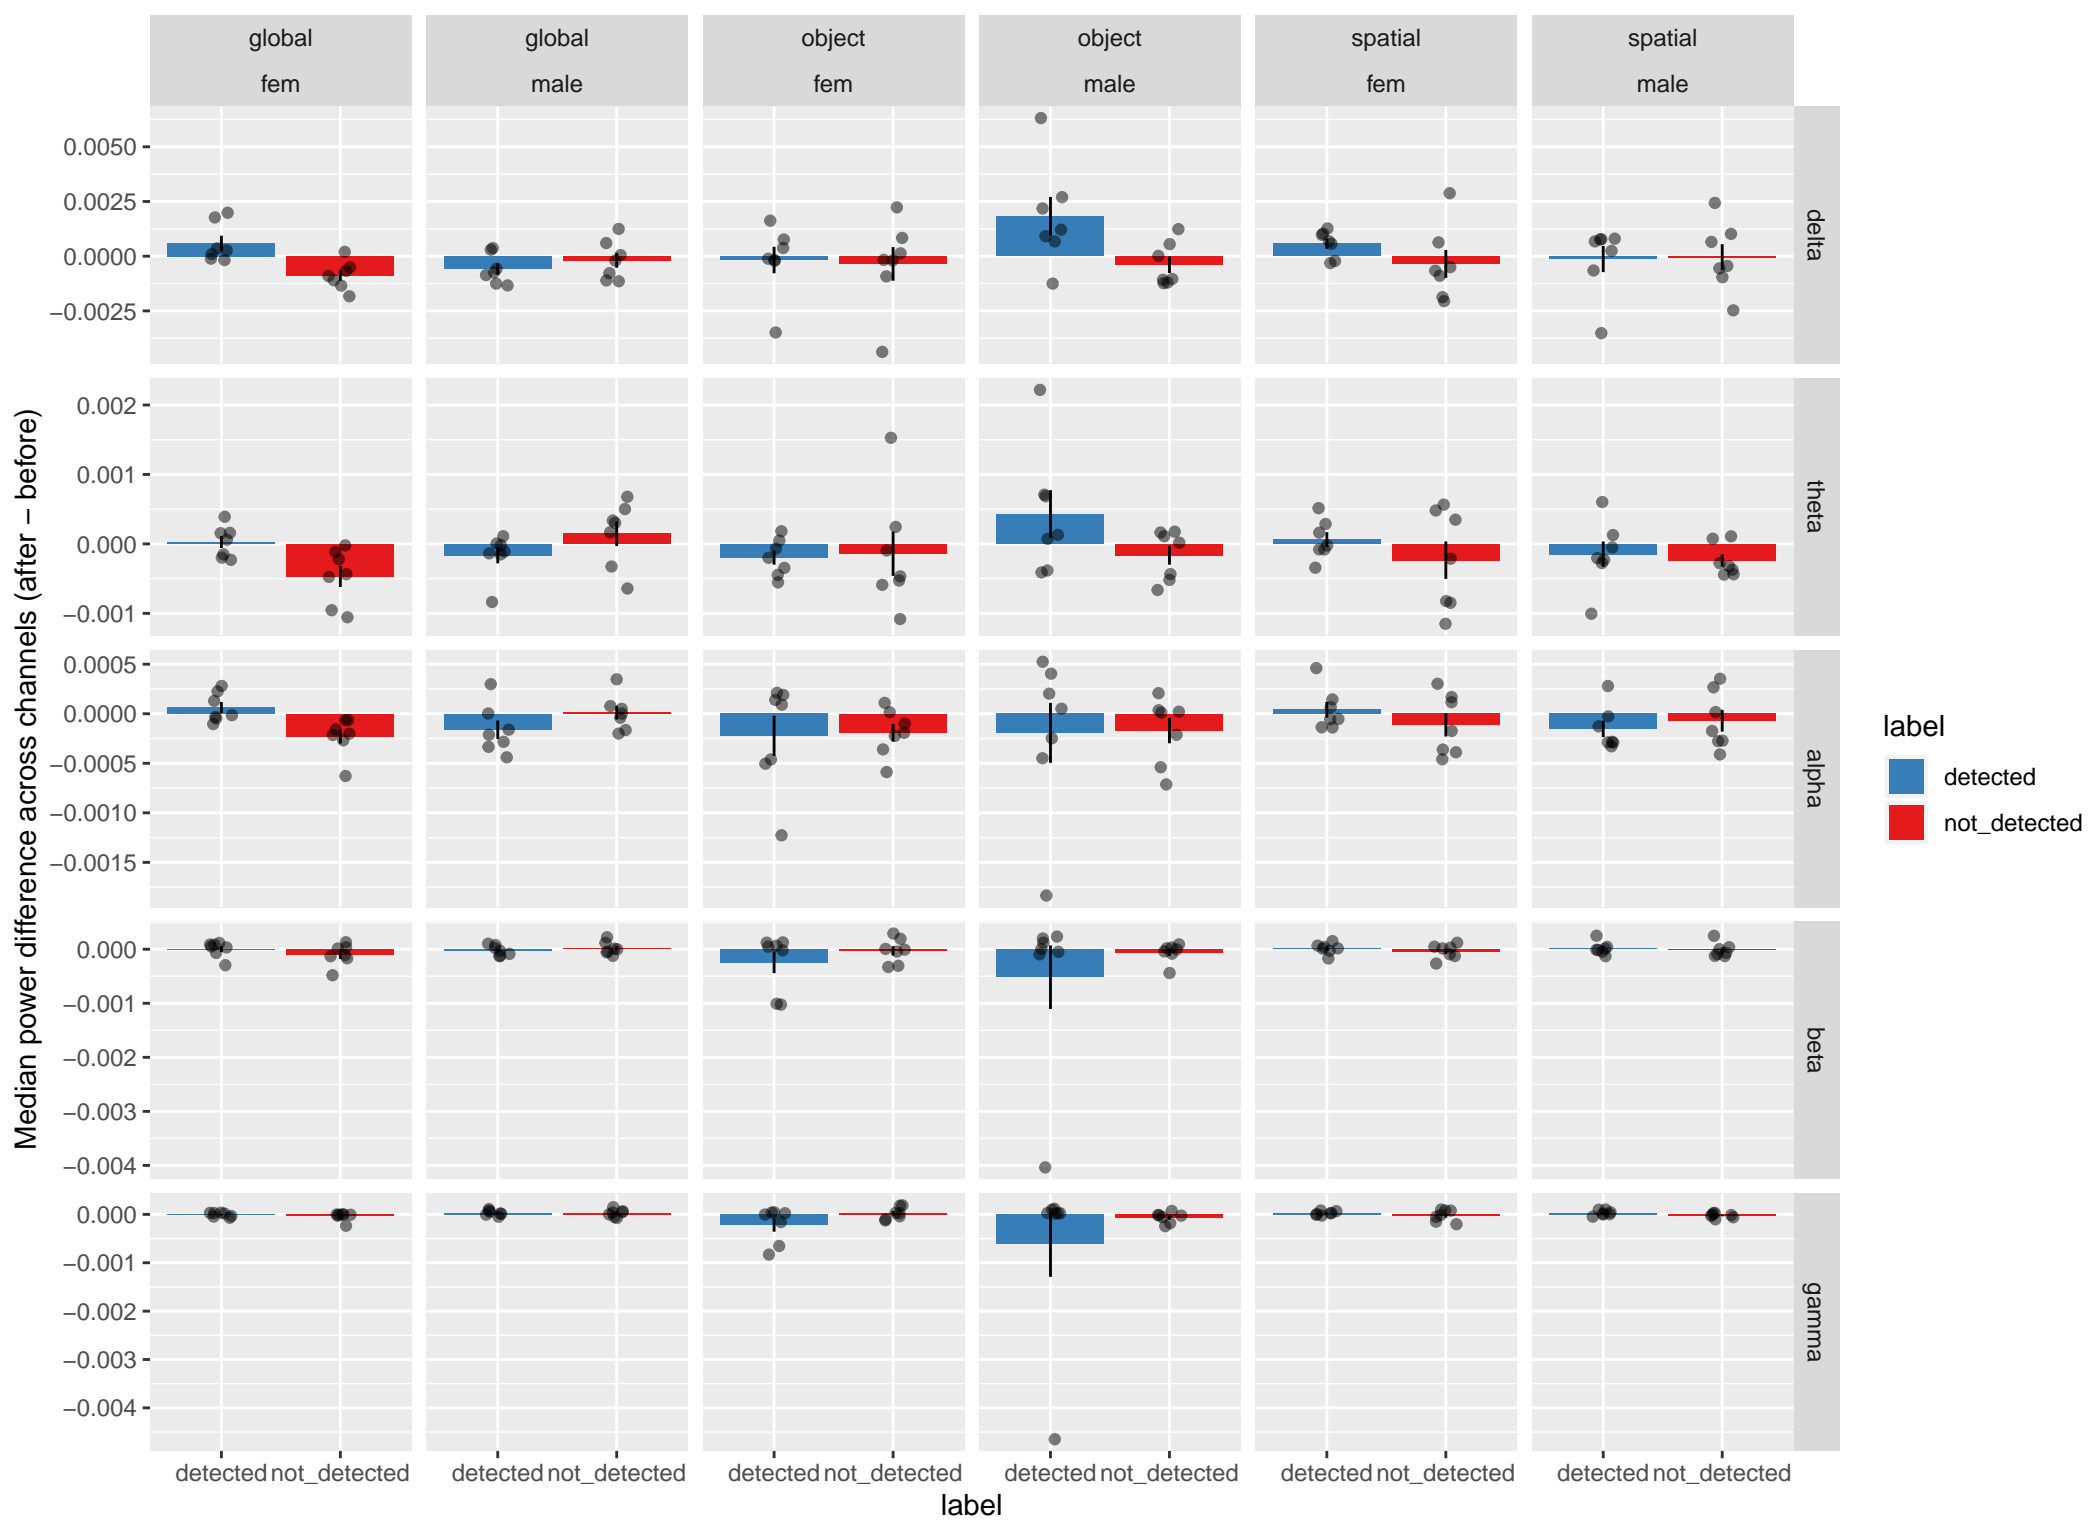 global global object object spatial spatial
fem male fem male fem male
0.0050
0.0025
0.0000
−0.0025
delta
0.002
0.001
0.000
−0.001
theta
0.0005
0.0000
−0.0005
−0.0010
−0.0015
alpha
0.000
−0.001
−0.002
−0.003
−0.004
beta
0.000
−0.001
−0.002
−0.003
−0.004
gamma
Median power difference across channels (after − before)
detected not_detected detected not_detected detected not_detected detected not_detected detected not_detected detected not_detected
label
label
detected
not_detected